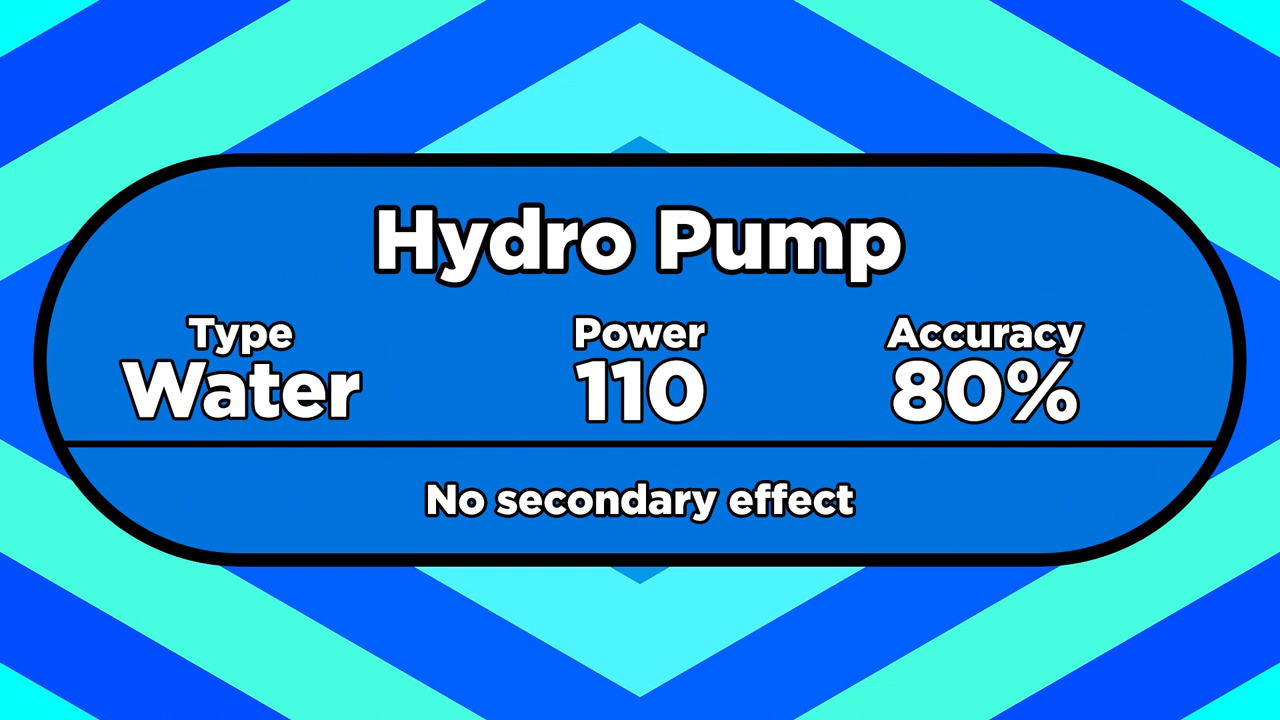 Hydro Pump
Type Power Accuracy
Water 110 80%
No secondary effect